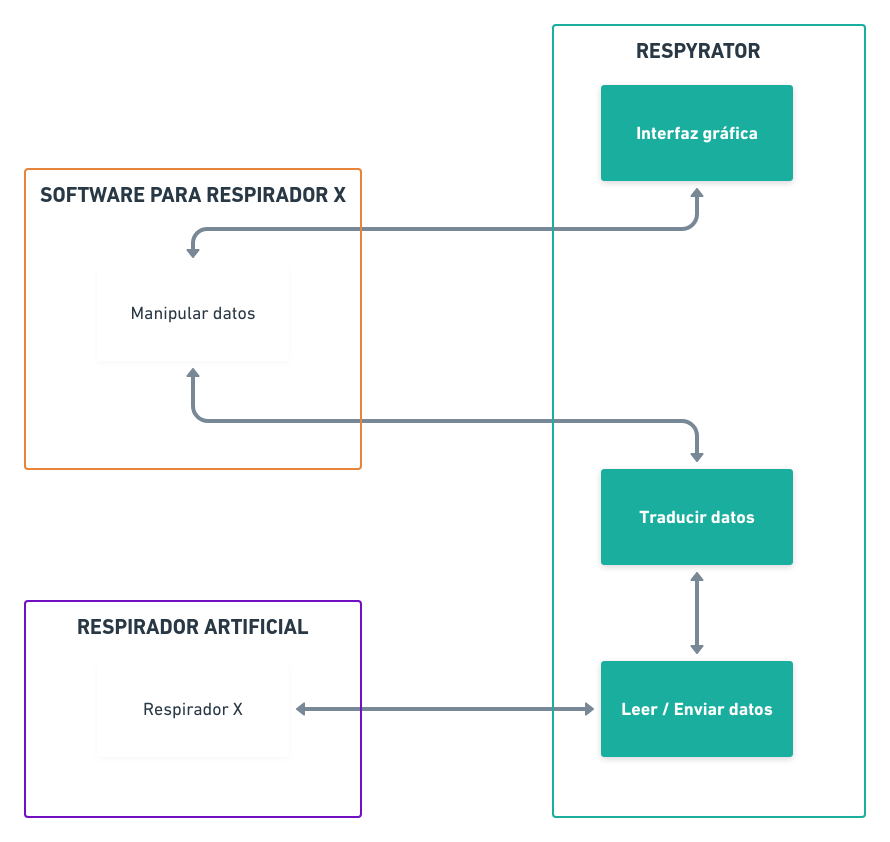 RESPYRATOR
Interfaz gráfica
SOFTWARE PARA RESPIRADOR X
Manipular datos
Traducir datos
RESPIRADOR ARTIFICIAL
Respirador X
Leer / Enviar datos